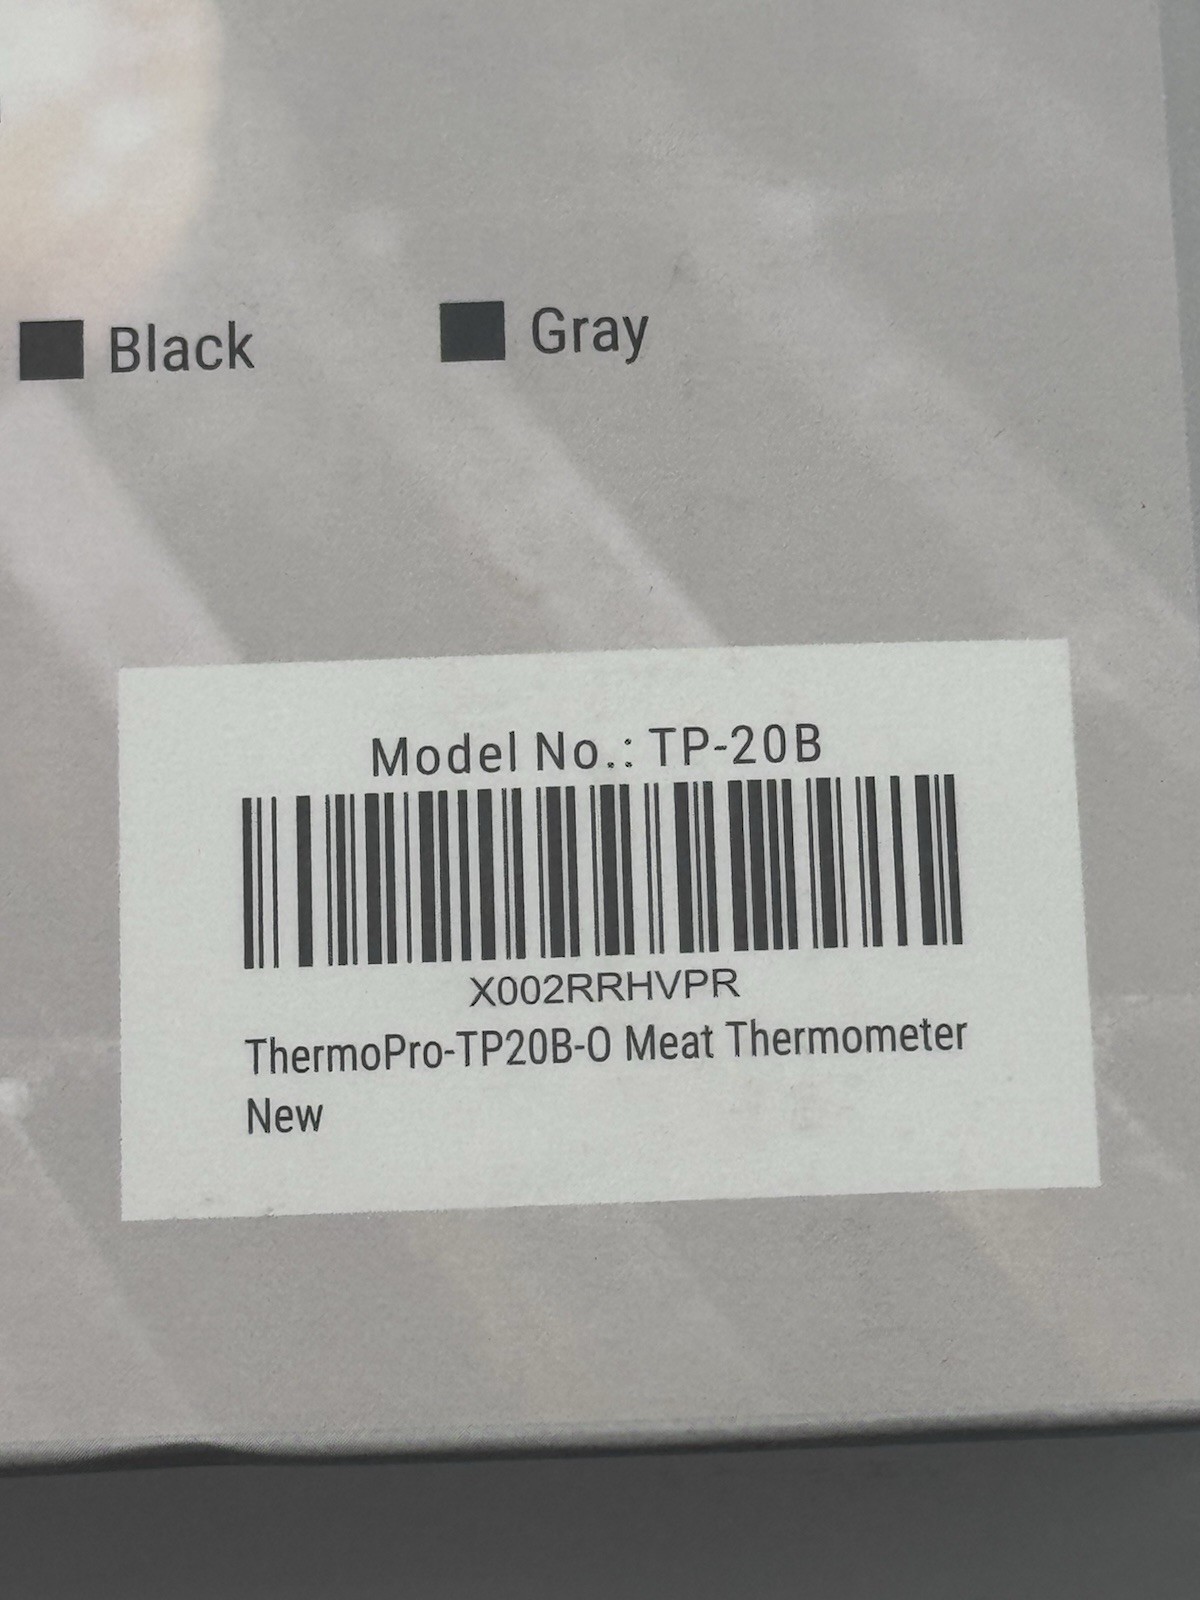 Black Gray
Model No.: TP-20B
X002RRHVPR
ThermoPro-TP20B-O Meat Thermometer
New